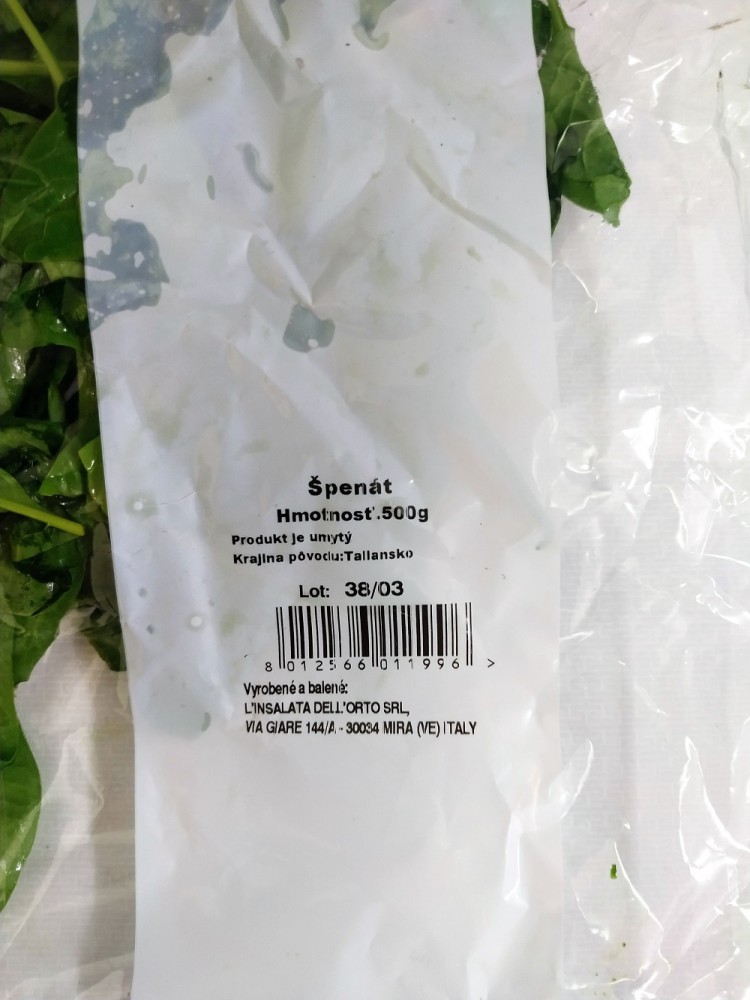 Špenát
Hmotnosť.500g
Produkt je umytý
Krajina pôvodu:Taliansko
Lot: 38/03
8 012566 011996 >
Vyrobené a balené:
L'INSALATA DELL'ORTO SRL,
VIA GIARE 144/A - 30034 MIRA (VE) ITALY